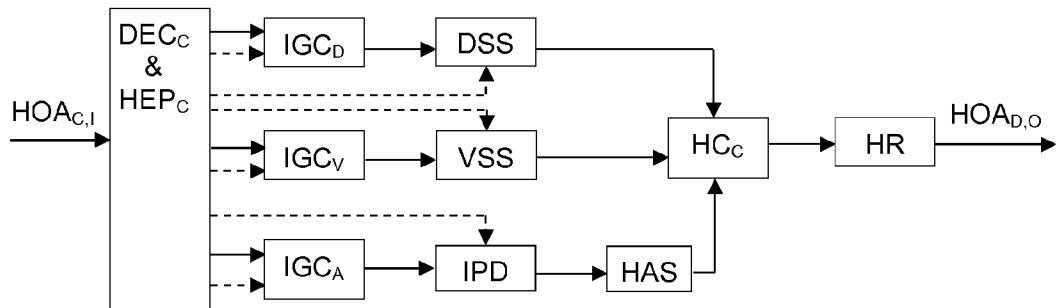 DEC_C
&
HEP_C
HOA_C,I
IGC_D
DSS
IGC_V
VSS
HC_C
HR
HOA_D,O
IGC_A
IPD
HAS